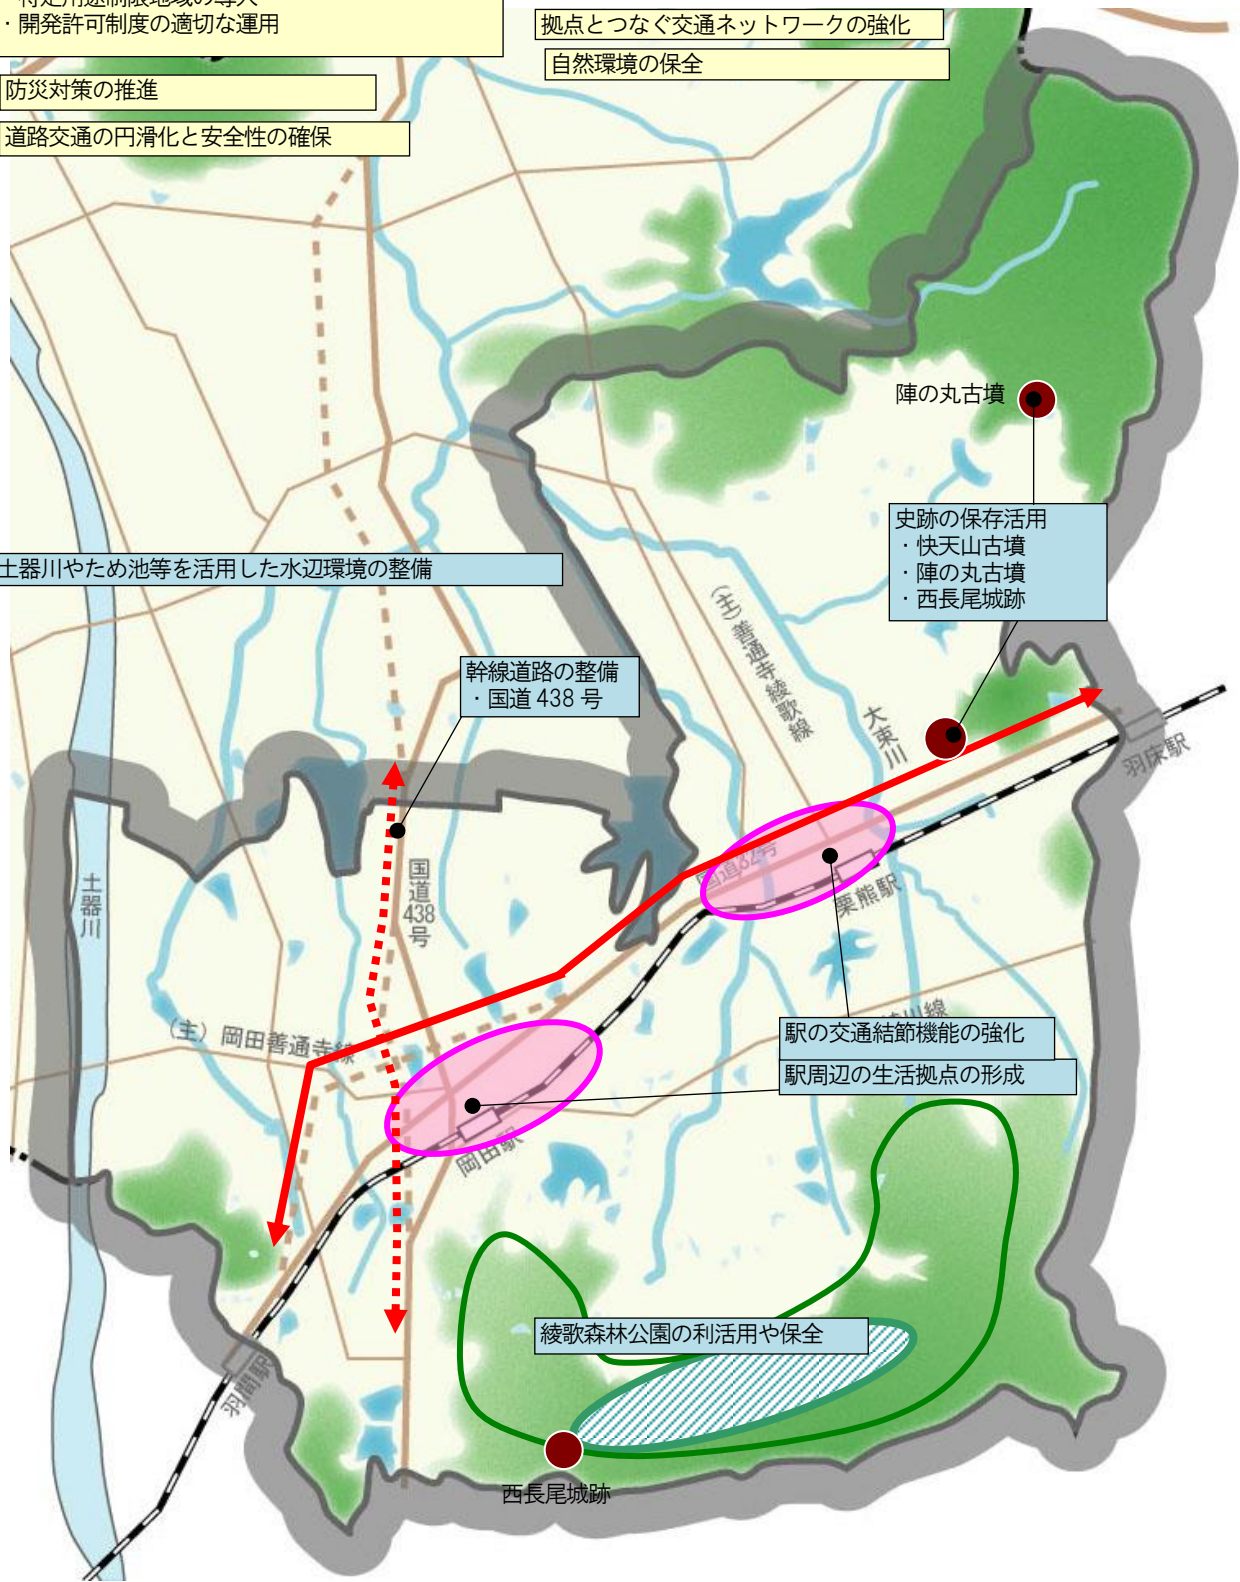 ・開発許可制度の適切な運用
拠点とつなぐ交通ネットワークの強化
自然環境の保全
防災対策の推進
道路交通の円滑化と安全性の確保
陣の丸古墳
史跡の保存活用
・快天山古墳
・陣の丸古墳
・西長尾城跡
土器川やため池等を活用した水辺環境の整備
(主)善通寺綾歌線
幹線道路の整備
・国道 438 号
大束川
羽床駅
国道32号
栗熊駅
国道438号
土器川
(主) 岡田善通寺線
駅の交通結節機能の強化
駅周辺の生活拠点の形成
岡田駅
綾歌森林公園の利活用や保全
羽間駅
西長尾城跡